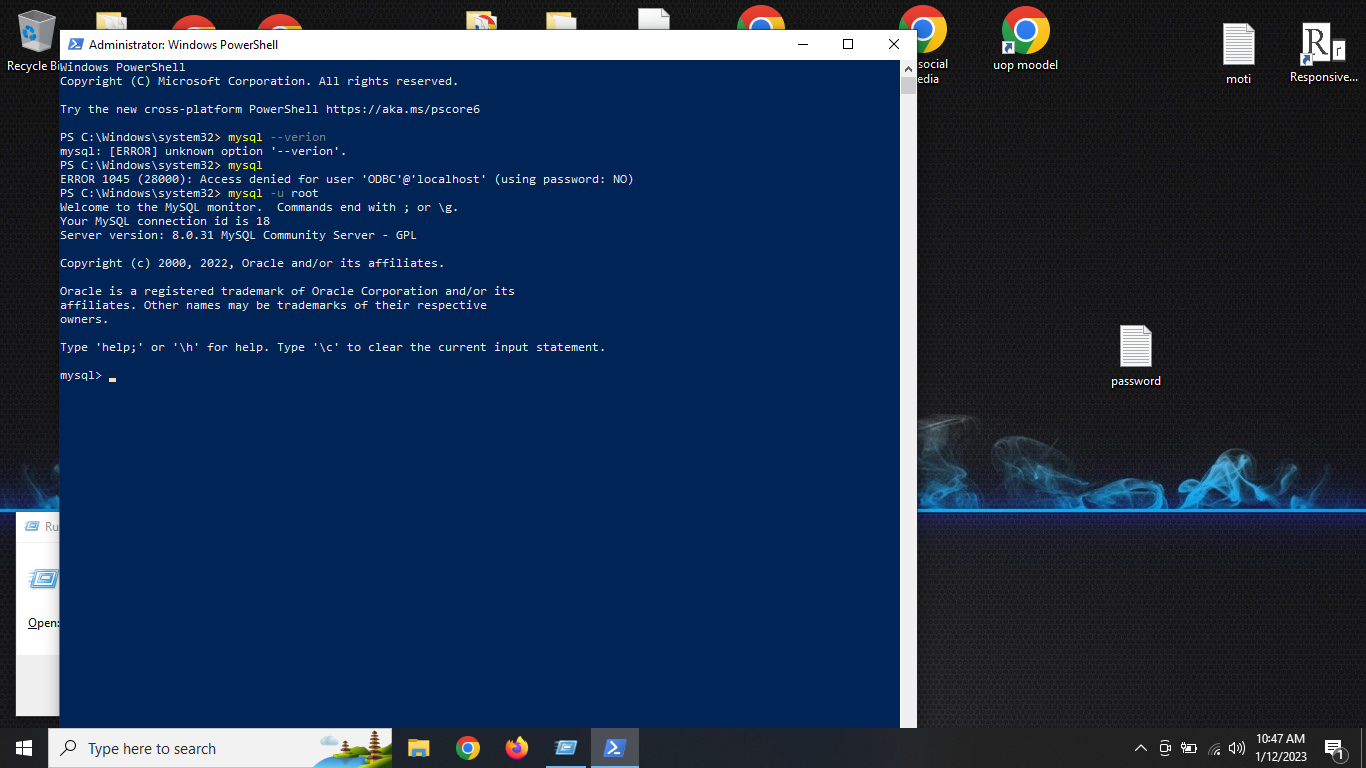 Administrator: Windows PowerShell
Recycle Bi
social
edia
uop moodel
moti
Responsive...
Windows PowerShell
Copyright (C) Microsoft Corporation. All rights reserved.
Try the new cross-platform PowerShell https://aka.ms/pscore6
PS C:\Windows\system32> mysql --verion
mysql: [ERROR] unknown option '--verion'.
PS C:\Windows\system32> mysql
ERROR 1045 (28000): Access denied for user 'ODBC'@'localhost' (using password: NO)
PS C:\Windows\system32> mysql -u root
Welcome to the MySQL monitor.  Commands end with ; or \g.
Your MySQL connection id is 18
Server version: 8.0.31 MySQL Community Server - GPL
Copyright (c) 2000, 2022, Oracle and/or its affiliates.
Oracle is a registered trademark of Oracle Corporation and/or its
affiliates. Other names may be trademarks of their respective
owners.
Type 'help;' or '\h' for help. Type '\c' to clear the current input statement.
mysql>
password
Ru
Open:
Type here to search
10:47 AM
1/12/2023
1